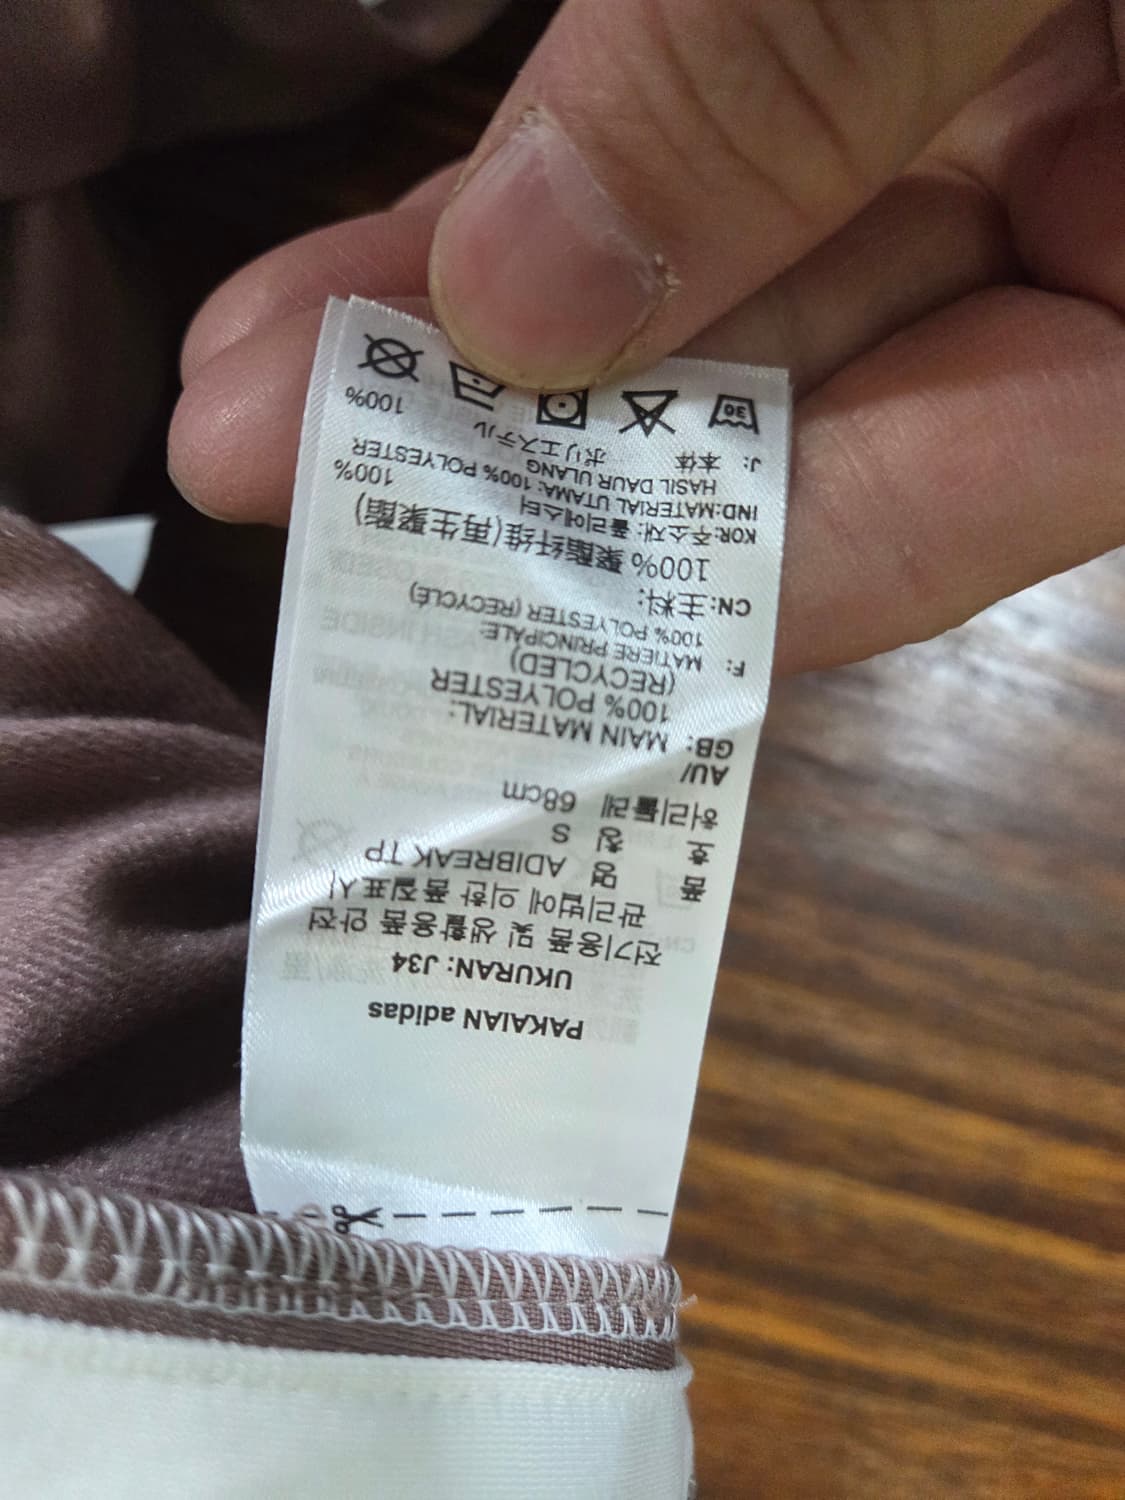 PAKAIAN adidas
UKURAN: J34
전기용품 및 생활용품 안전
관리법에 의한 품질표시
품 명 ADIBREAK TP
호 칭 S
허리둘레 68cm
AU/
GB: MAIN MATERIAL:
100% POLYESTER
(RECYCLED)
F: MATIERE PRINCIPALE:
100% POLYESTER (RECYCLÉ)
CN: 主料:
100% 聚酯纤维(再生聚酯)
KOR:주소재: 폴리에스터 100%
IND:MATERIAL UTAMA: 100% POLYESTER
HASIL DAUR ULANG
J: 本体 ポリエステル 100%
30